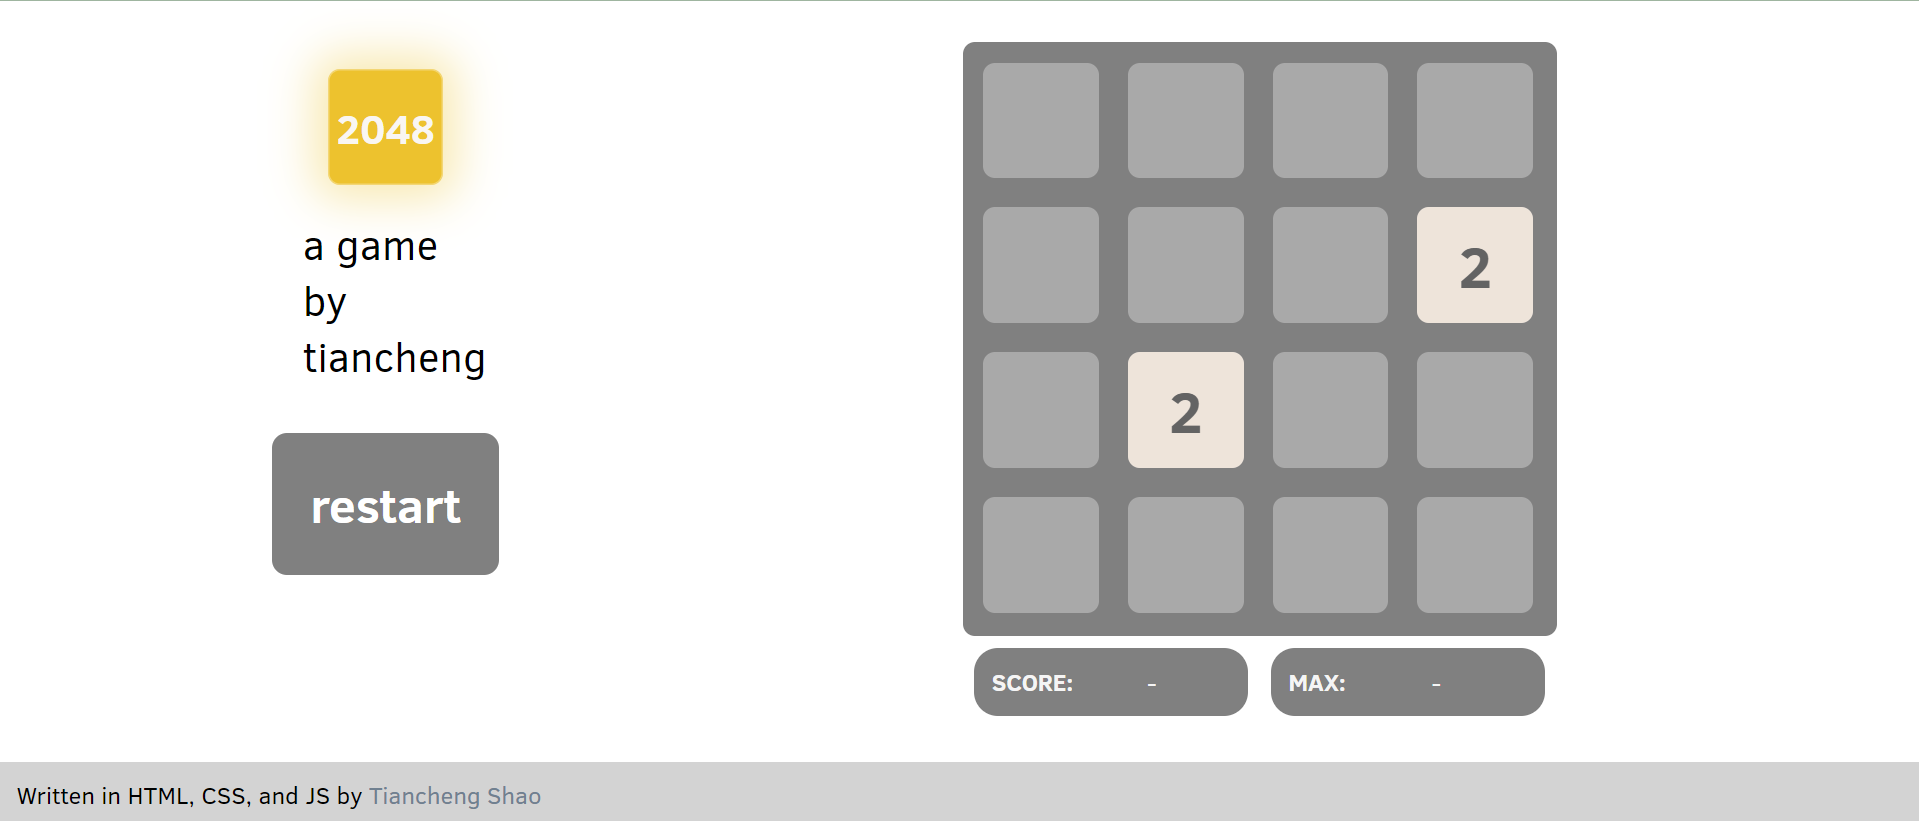 2048
a game
by
tiancheng
restart
2
2
SCORE: -
MAX: -
Written in HTML, CSS, and JS by Tiancheng Shao